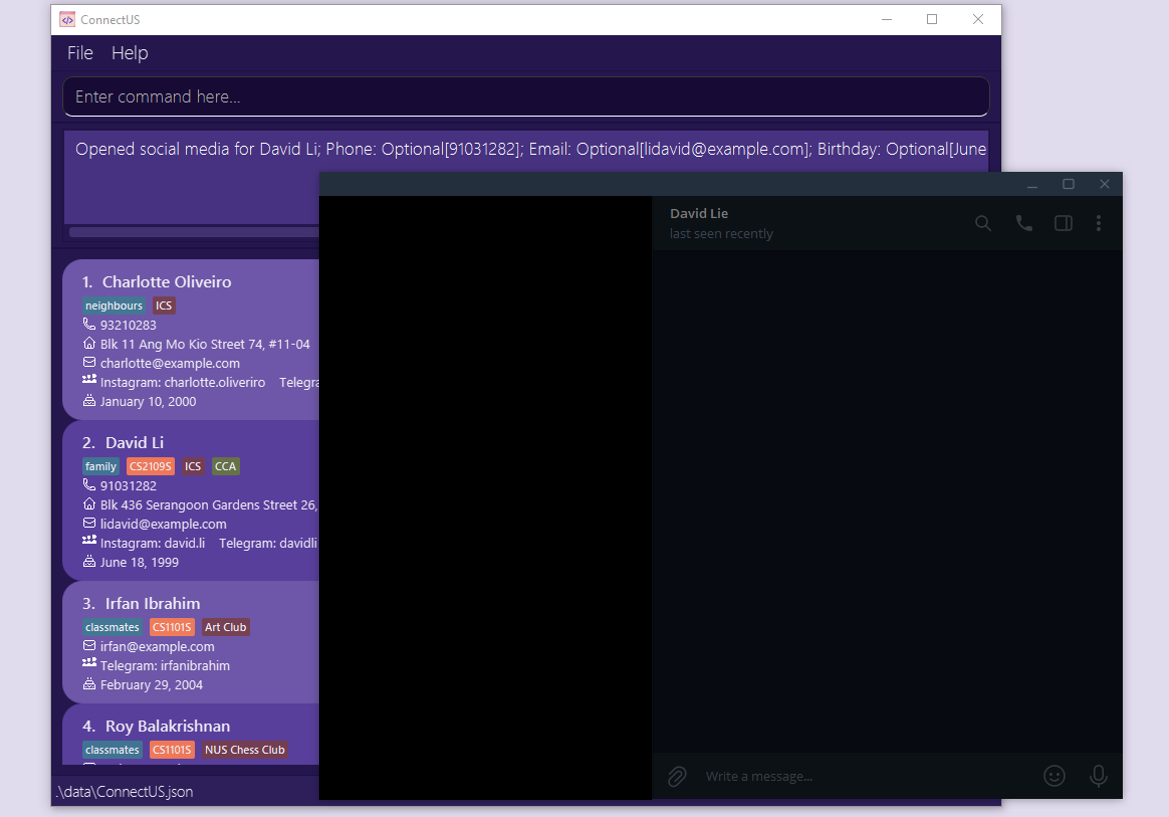 ConnectUS
File Help
Enter command here...
Opened social media for David Li; Phone: Optional[91031282]; Email: Optional[lidavid@example.com]; Birthday: Optional[June
David Lie
last seen recently
1. Charlotte Oliveiro
neighbours ICS
93210283
Blk 11 Ang Mo Kio Street 74, #11-04
charlotte@example.com
Instagram: charlotte.oliveriro Telegra
January 10, 2000
2. David Li
family CS2109S ICS CCA
91031282
Blk 436 Serangoon Gardens Street 26,
lidavid@example.com
Instagram: david.li Telegram: davidli
June 18, 1999
3. Irfan Ibrahim
classmates CS1101S Art Club
irfan@example.com
Telegram: irfanibrahim
February 29, 2004
4. Roy Balakrishnan
classmates CS1101S NUS Chess Club
Write a message...
.\data\ConnectUS.json